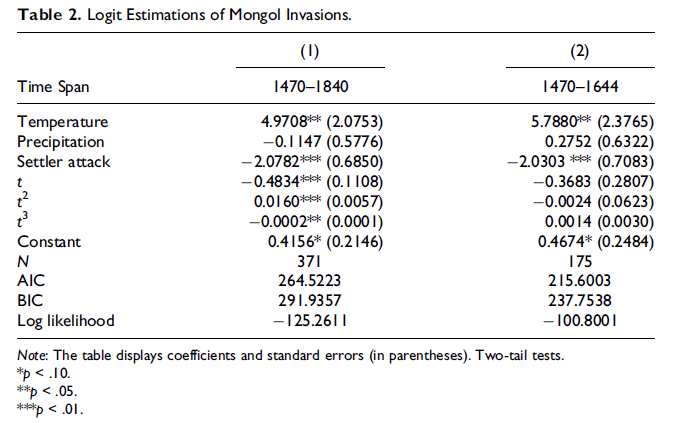 Table 2. Logit Estimations of Mongol Invasions.
(1) (2)
Time Span 1470–1840 1470–1644
Temperature 4.9708** (2.0753) 5.7880** (2.3765)
Precipitation −0.1147 (0.5776) 0.2752 (0.6322)
Settler attack −2.0782*** (0.6850) −2.0303 *** (0.7083)
t −0.4834*** (0.1108) −0.3683 (0.2807)
t² 0.0160*** (0.0057) −0.0024 (0.0623)
t³ −0.0002** (0.0001) 0.0014 (0.0030)
Constant 0.4156* (0.2146) 0.4674* (0.2484)
N 371 175
AIC 264.5223 215.6003
BIC 291.9357 237.7538
Log likelihood −125.2611 −100.8001
Note: The table displays coefficients and standard errors (in parentheses). Two-tail tests.
*p < .10.
**p < .05.
***p < .01.